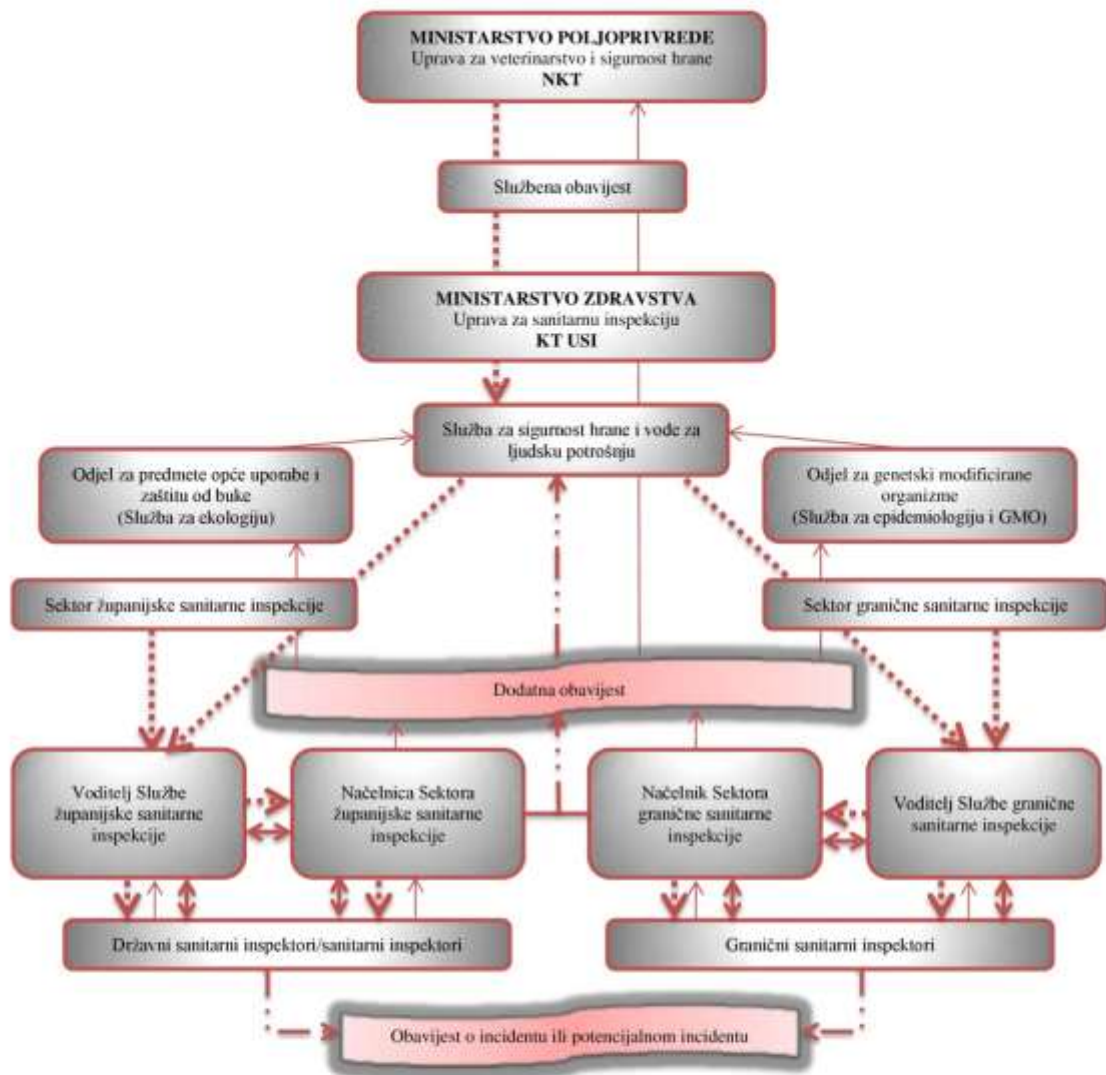 MINISTARSTVO POLJOPRIVREDE
Uprava za veterinarstvo i sigurnost hrane
NKT
Službena obavijest
MINISTARSTVO ZDRAVSTVA
Uprava za sanitarnu inspekciju
KT USI
Služba za sigurnost hrane i vode za
ljudsku potrošnju
Odjel za predmete opće uporabe i
zaštitu od buke
(Služba za ekologiju)
Odjel za genetski modificirane
organizme
(Služba za epidemiologiju i GMO)
Sektor županijske sanitarne inspekcije
Sektor granične sanitarne inspekcije
Dodatna obavijest
Voditelj Službe
županijske sanitarne
inspekcije
Načelnica Sektora
županijske sanitarne
inspekcije
Načelnik Sektora
granične sanitarne
inspekcije
Voditelj Službe granične
sanitarne inspekcije
Državni sanitarni inspektori/sanitarni inspektori
Granični sanitarni inspektori
Obavijest o incidentu ili potencijalnom incidentu